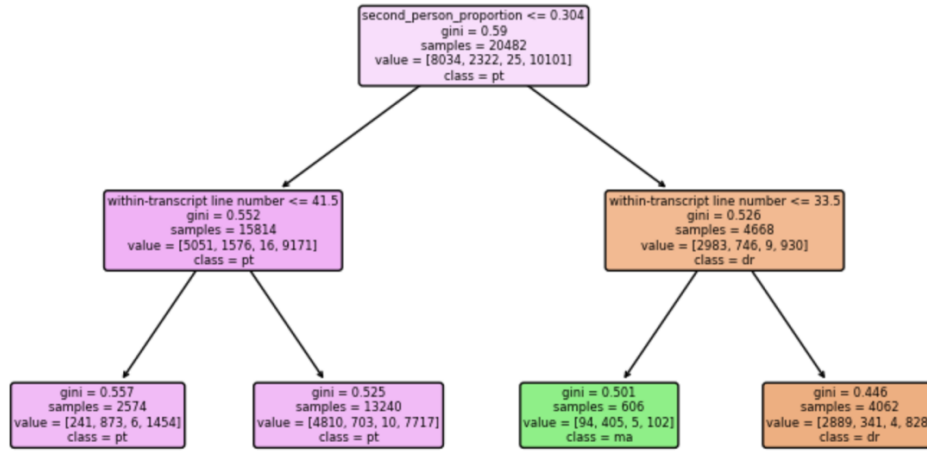 second_person_proportion <= 0.304
gini = 0.59
samples = 20482
value = [8034, 2322, 25, 10101]
class = pt
within-transcript line number <= 41.5
gini = 0.552
samples = 15814
value = [5051, 1576, 16, 9171]
class = pt
within-transcript line number <= 33.5
gini = 0.526
samples = 4668
value = [2983, 746, 9, 930]
class = dr
gini = 0.557
samples = 2574
value = [241, 873, 6, 1454]
class = pt
gini = 0.525
samples = 13240
value = [4810, 703, 10, 7717]
class = pt
gini = 0.501
samples = 606
value = [94, 405, 5, 102]
class = ma
gini = 0.446
samples = 4062
value = [2889, 341, 4, 828
class = dr